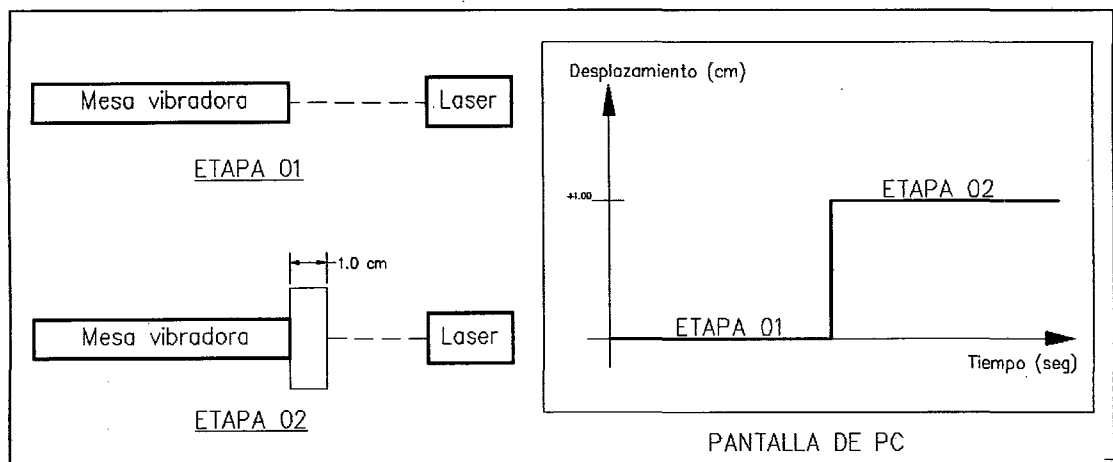 Mesa vibradora
Laser
ETAPA 01
1.0 cm
Mesa vibradora
Laser
ETAPA 02
Desplazamiento (cm)
+1.00
ETAPA 02
ETAPA 01
Tiempo (seg)
PANTALLA DE PC